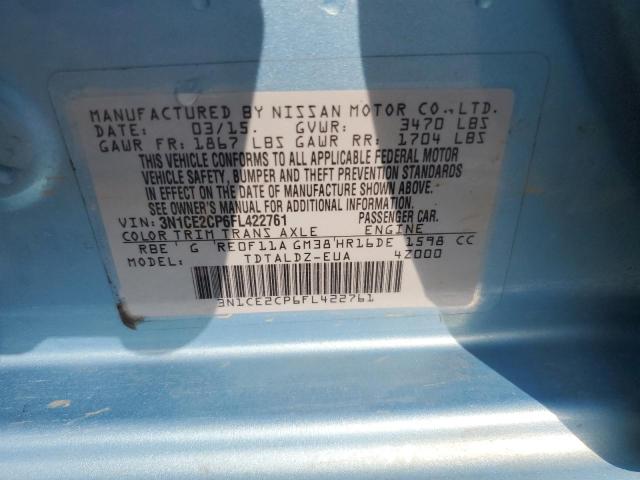 MANUFACTURED BY NISSAN MOTOR CO.,LTD.
DATE: 03/15. GVWR: 3470 LBS
GAWR FR: 1867 LBS GAWR RR: 1704 LBS
THIS VEHICLE CONFORMS TO ALL APPLICABLE FEDERAL MOTOR
VEHICLE SAFETY, BUMPER AND THEFT PREVENTION STANDARDS
IN EFFECT ON THE DATE OF MANUFACTURE SHOWN ABOVE.
SEE OWNER'S MANUAL FOR ADDITIONAL INFORMATION.
VIN: 3N1CE2CP6FL422761 PASSENGER CAR.
COLOR TRIM TRANS AXLE ENGINE
RBE G RE0F11A GM38 HR16DE 1598 CC
MODEL: TDTALDZ-EUA 4Z000
3N1CE2CP6FL422761